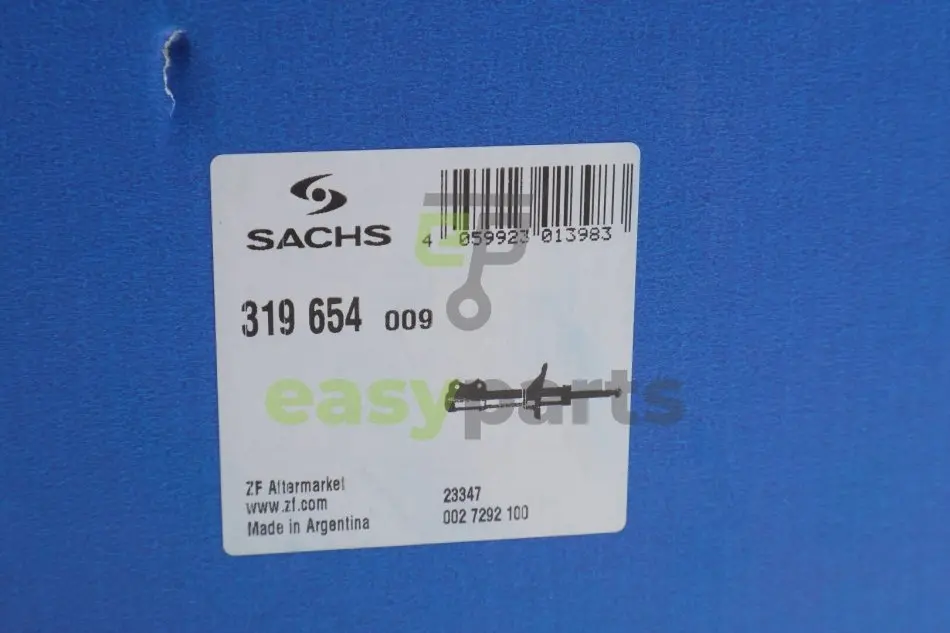 SACHS
4 059923 013983
319 654 009
easyparts
ZF Aftermarket
www.zf.com
Made in Argentina
23347
002 7292 100